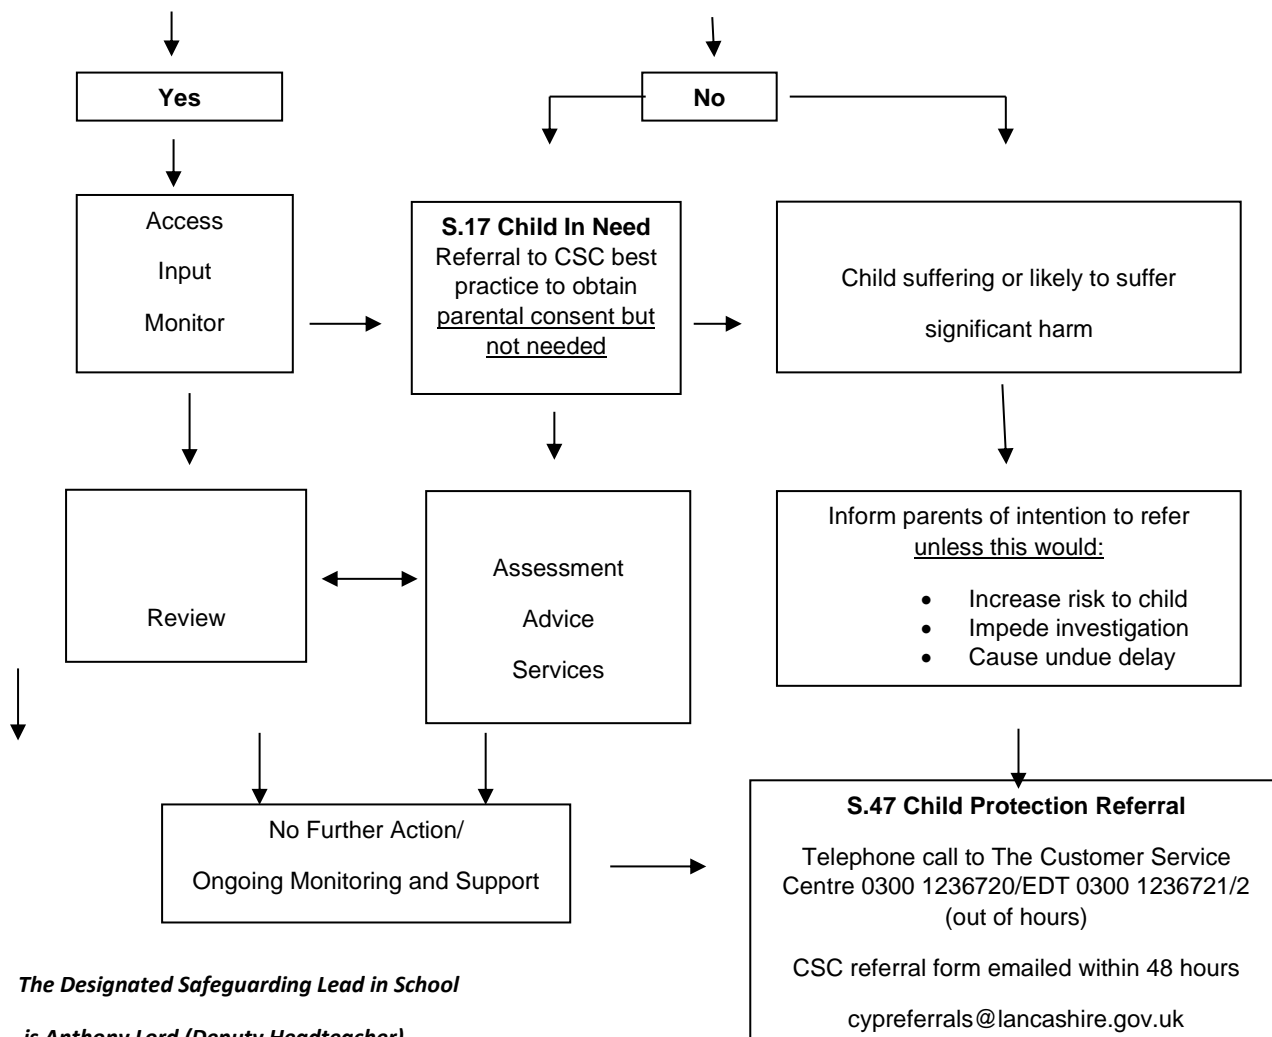 Yes
No
Access
Input
Monitor
S.17 Child In Need
Referral to CSC best
practice to obtain
parental consent but
not needed
Child suffering or likely to suffer
significant harm
Review
Assessment
Advice
Services
Inform parents of intention to refer
unless this would:
• Increase risk to child
• Impede investigation
• Cause undue delay
No Further Action/
Ongoing Monitoring and Support
S.47 Child Protection Referral
Telephone call to The Customer Service
Centre 0300 1236720/EDT 0300 1236721/2
(out of hours)
CSC referral form emailed within 48 hours
cypreferrals@lancashire.gov.uk
The Designated Safeguarding Lead in School
is Anthony Lord (Deputy Headteacher)